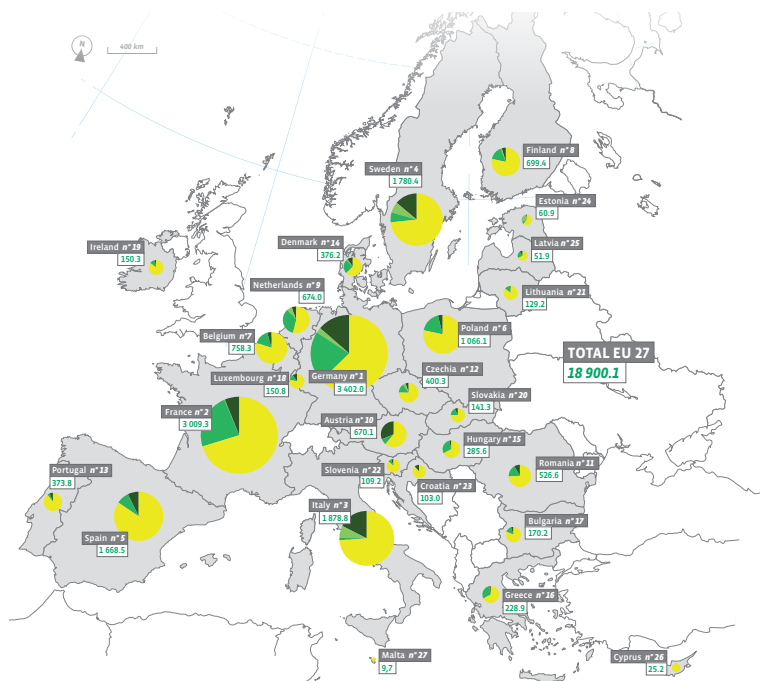 N
400 km
Finland n°8
699.4
Sweden n°4
1 780.4
Estonia n°24
60.9
Latvia n°25
51.9
Denmark n°14
376.2
Ireland n°19
150.3
Lithuania n°21
129.2
Netherlands n°9
674.0
Poland n°6
1 066.1
Belgium n°7
758.3
TOTAL EU 27
18 900.1
Czechia n°12
400.3
Luxembourg n°18
150.8
Germany n°1
3 402.0
Slovakia n°20
141.3
France n°2
3 009.3
Austria n°10
670.1
Hungary n°15
285.6
Romania n°11
526.6
Portugal n°13
373.8
Slovenia n°22
109.2
Croatia n°23
103.0
Italy n°3
1 878.8
Spain n°5
1 668.5
Bulgaria n°17
170.2
Greece n°16
228.9
Malta n°27
9,7
Cyprus n°26
25.2